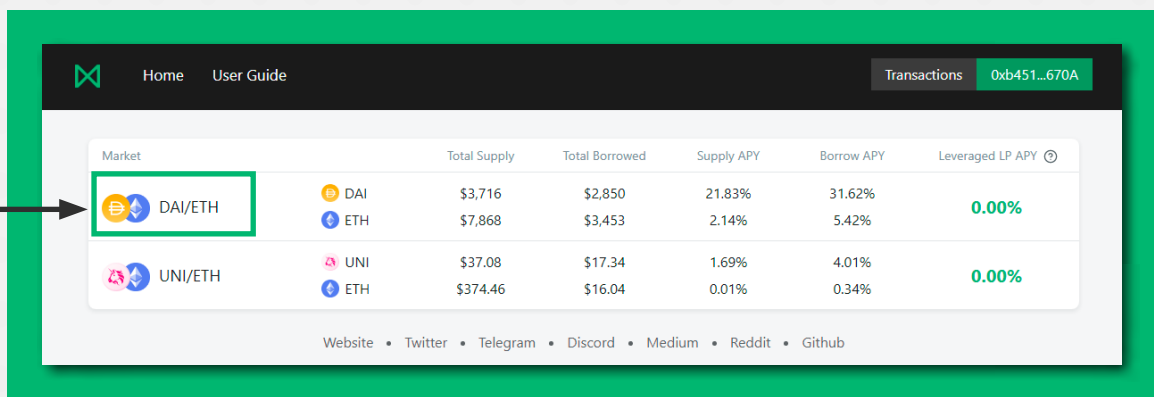 Home User Guide Transactions 0xb451...670A
Market Total Supply Total Borrowed Supply APY Borrow APY Leveraged LP APY ?
DAI/ETH DAI $3,716 $2,850 21.83% 31.62% 0.00%
ETH $7,868 $3,453 2.14% 5.42%
UNI/ETH UNI $37.08 $17.34 1.69% 4.01% 0.00%
ETH $374.46 $16.04 0.01% 0.34%
Website • Twitter • Telegram • Discord • Medium • Reddit • Github